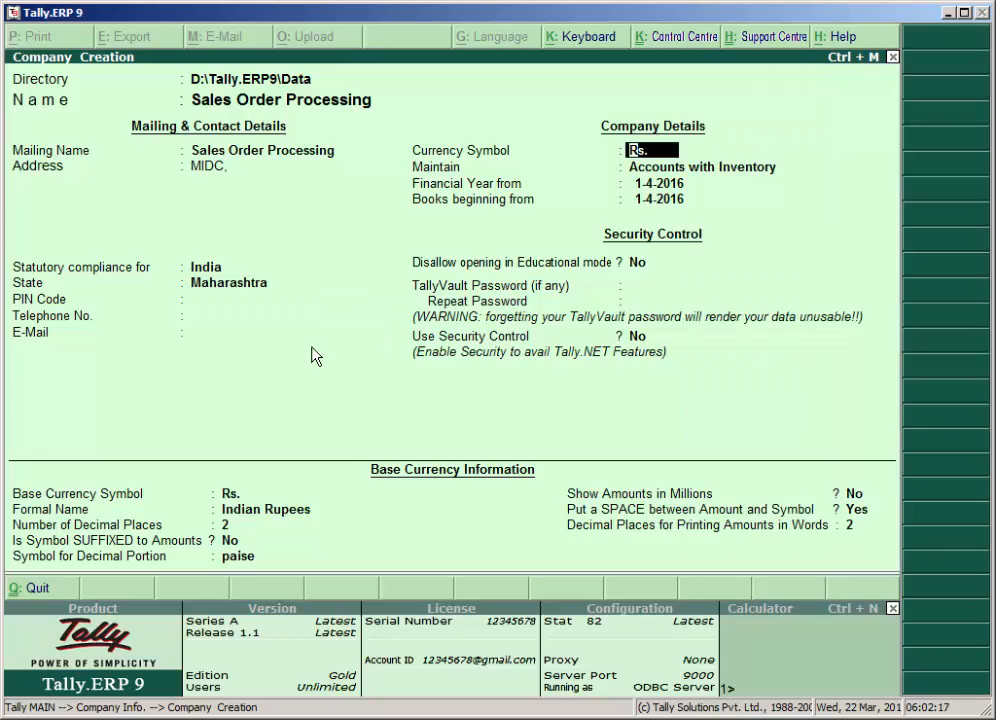 Tally.ERP 9
P: Print E: Export M: E-Mail O: Upload G: Language K: Keyboard K: Control Centre H: Support Centre H: Help
Company Creation Ctrl + M
Directory : D:\Tally.ERP9\Data
Name : Sales Order Processing
Mailing & Contact Details Company Details
Mailing Name : Sales Order Processing Currency Symbol : Rs.
Address : MIDC, Maintain : Accounts with Inventory
Financial Year from : 1-4-2016
Books beginning from : 1-4-2016
Security Control
Statutory compliance for : India Disallow opening in Educational mode ? No
State : Maharashtra TallyVault Password (if any) :
PIN Code : Repeat Password :
Telephone No. : (WARNING: forgetting your TallyVault password will render your data unusable!!)
E-Mail : Use Security Control ? No
(Enable Security to avail Tally.NET Features)
Base Currency Information
Base Currency Symbol : Rs. Show Amounts in Millions ? No
Formal Name : Indian Rupees Put a SPACE between Amount and Symbol ? Yes
Number of Decimal Places : 2 Decimal Places for Printing Amounts in Words : 2
Is Symbol SUFFIXED to Amounts ? No
Symbol for Decimal Portion : paise
Q: Quit
Product Version License Configuration Calculator Ctrl + N
Tally Series A Latest Serial Number 12345678 Stat 82 Latest
Release 1.1 Latest
POWER OF SIMPLICITY Account ID 12345678@gmail.com Proxy None
Tally.ERP 9 Edition Gold Server Port 9000
Users Unlimited Running as ODBC Server 1>
Tally MAIN --> Company Info. --> Company Creation (c) Tally Solutions Pvt. Ltd., 1988-200 Wed, 22 Mar, 201 06:02:17